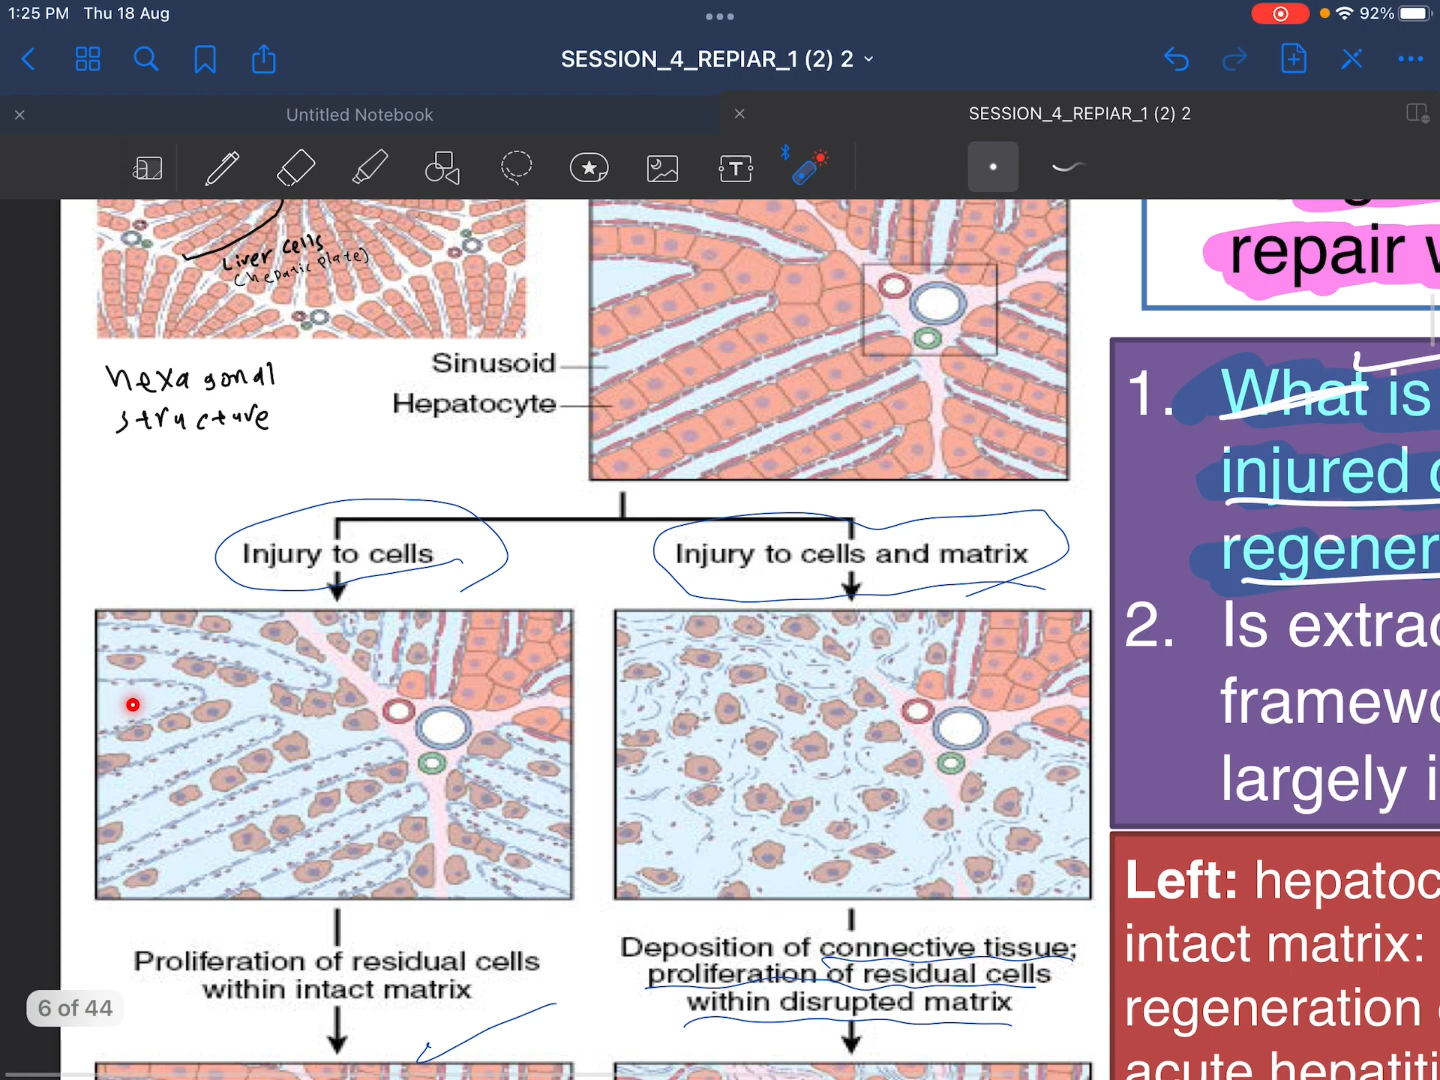 1:25 PM Thu 18 Aug
92%
SESSION_4_REPIAR_1 (2) 2
Untitled Notebook
SESSION_4_REPIAR_1 (2) 2
Liver cells
(hepatic plate)
hexagonal
structure
Sinusoid
Hepatocyte
Injury to cells
Injury to cells and matrix
Proliferation of residual cells
within intact matrix
Deposition of connective tissue;
proliferation of residual cells
within disrupted matrix
6 of 44
repair w
1. What is
injured
regener
2. Is extrac
framewo
largely i
Left: hepatoc
intact matrix:
regeneration
acute hepatiti